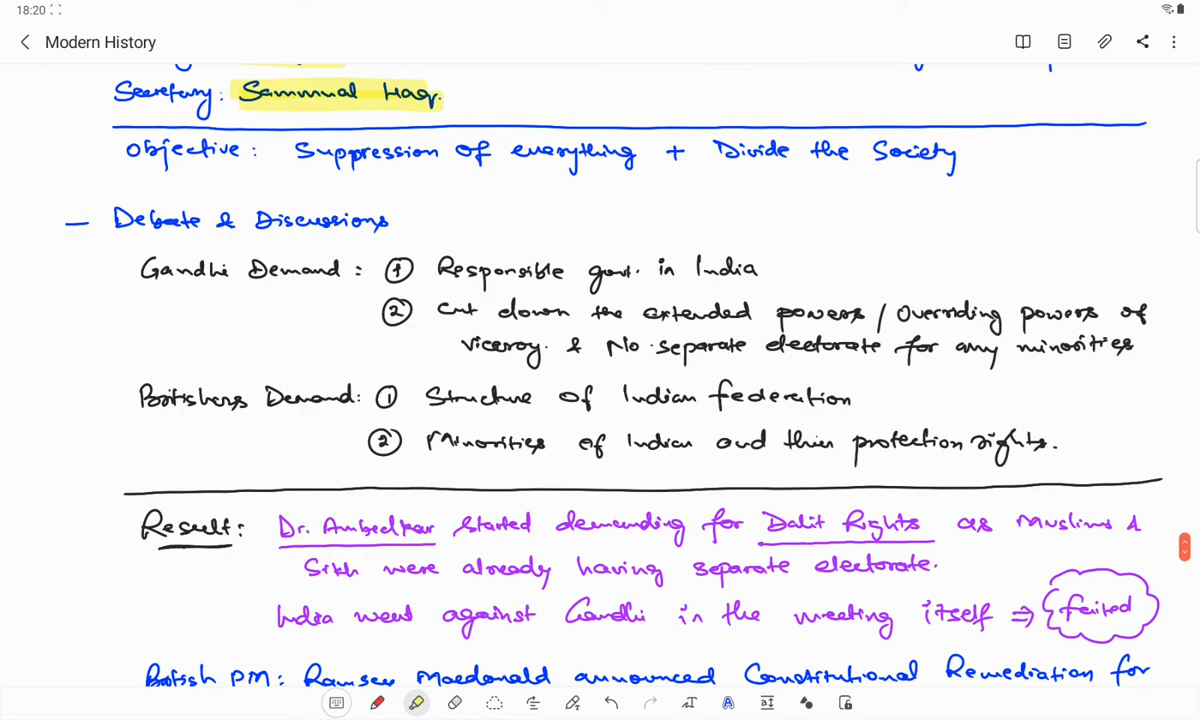 18:20
Modern History
Secretary: Sammual Hoar.
Objective: Suppression of everything + Divide the Society
— Debate & Discussions
Gandhi Demand: ① Responsible govt. in India
② Cut down the extended powers / Overriding powers of
viceroy. & No separate electorate for any minorities
Britishers Demand: ① Structure of Indian federation
② Minorities of Indian and thier protection rights.
Result: Dr. Ambedkar started demanding for Dalit Rights as Muslims &
Sikh were already having separate electorate.
India went against Gandhi in the meeting itself ⇒ failed
British PM: Ramsey Macdonald announced Constitutional Remediation for